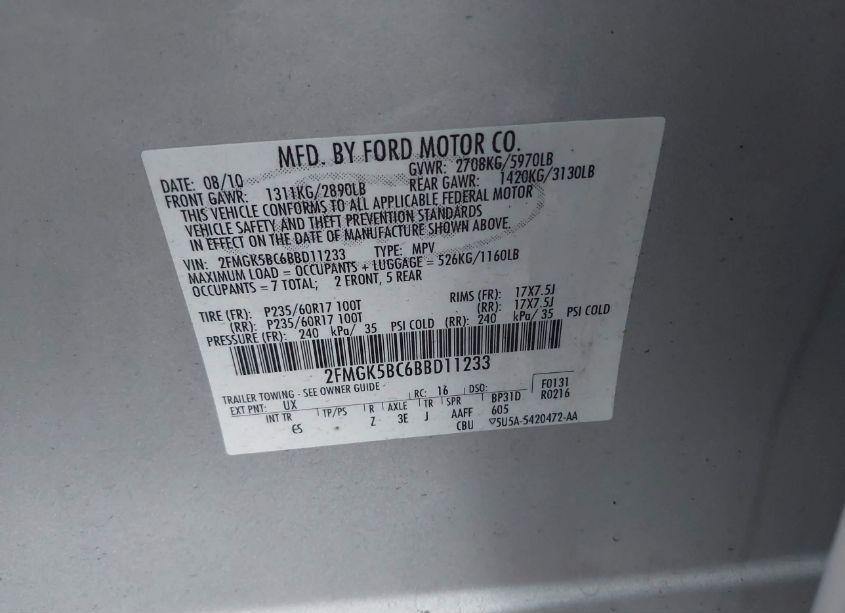 MFD. BY FORD MOTOR CO.
DATE: 08/10 GVWR: 2708KG/5970LB
FRONT GAWR: 1311KG/2890LB REAR GAWR: 1420KG/3130LB
THIS VEHICLE CONFORMS TO ALL APPLICABLE FEDERAL MOTOR
VEHICLE SAFETY AND THEFT PREVENTION STANDARDS
IN EFFECT ON THE DATE OF MANUFACTURE SHOWN ABOVE.
VIN: 2FMGK5BC6BBD11233 TYPE: MPV
MAXIMUM LOAD = OCCUPANTS + LUGGAGE = 526KG/1160LB
OCCUPANTS = 7 TOTAL; 2 FRONT, 5 REAR
TIRE (FR): P235/60R17 100T RIMS (FR): 17X7.5J
(RR): P235/60R17 100T (RR): 17X7.5J
PRESSURE (FR): 240 kPa/ 35 PSI COLD (RR): 240 kPa/ 35 PSI COLD
2FMGK5BC6BBD11233
TRAILER TOWING - SEE OWNER GUIDE - RC: 16 DSO: F0131
EXT PNT: UX BP31D R0216
INT TR TP/PS R AXLE TR SPR 605
ES Z 3E J AAFF
CBU 5U5A-5420472-AA